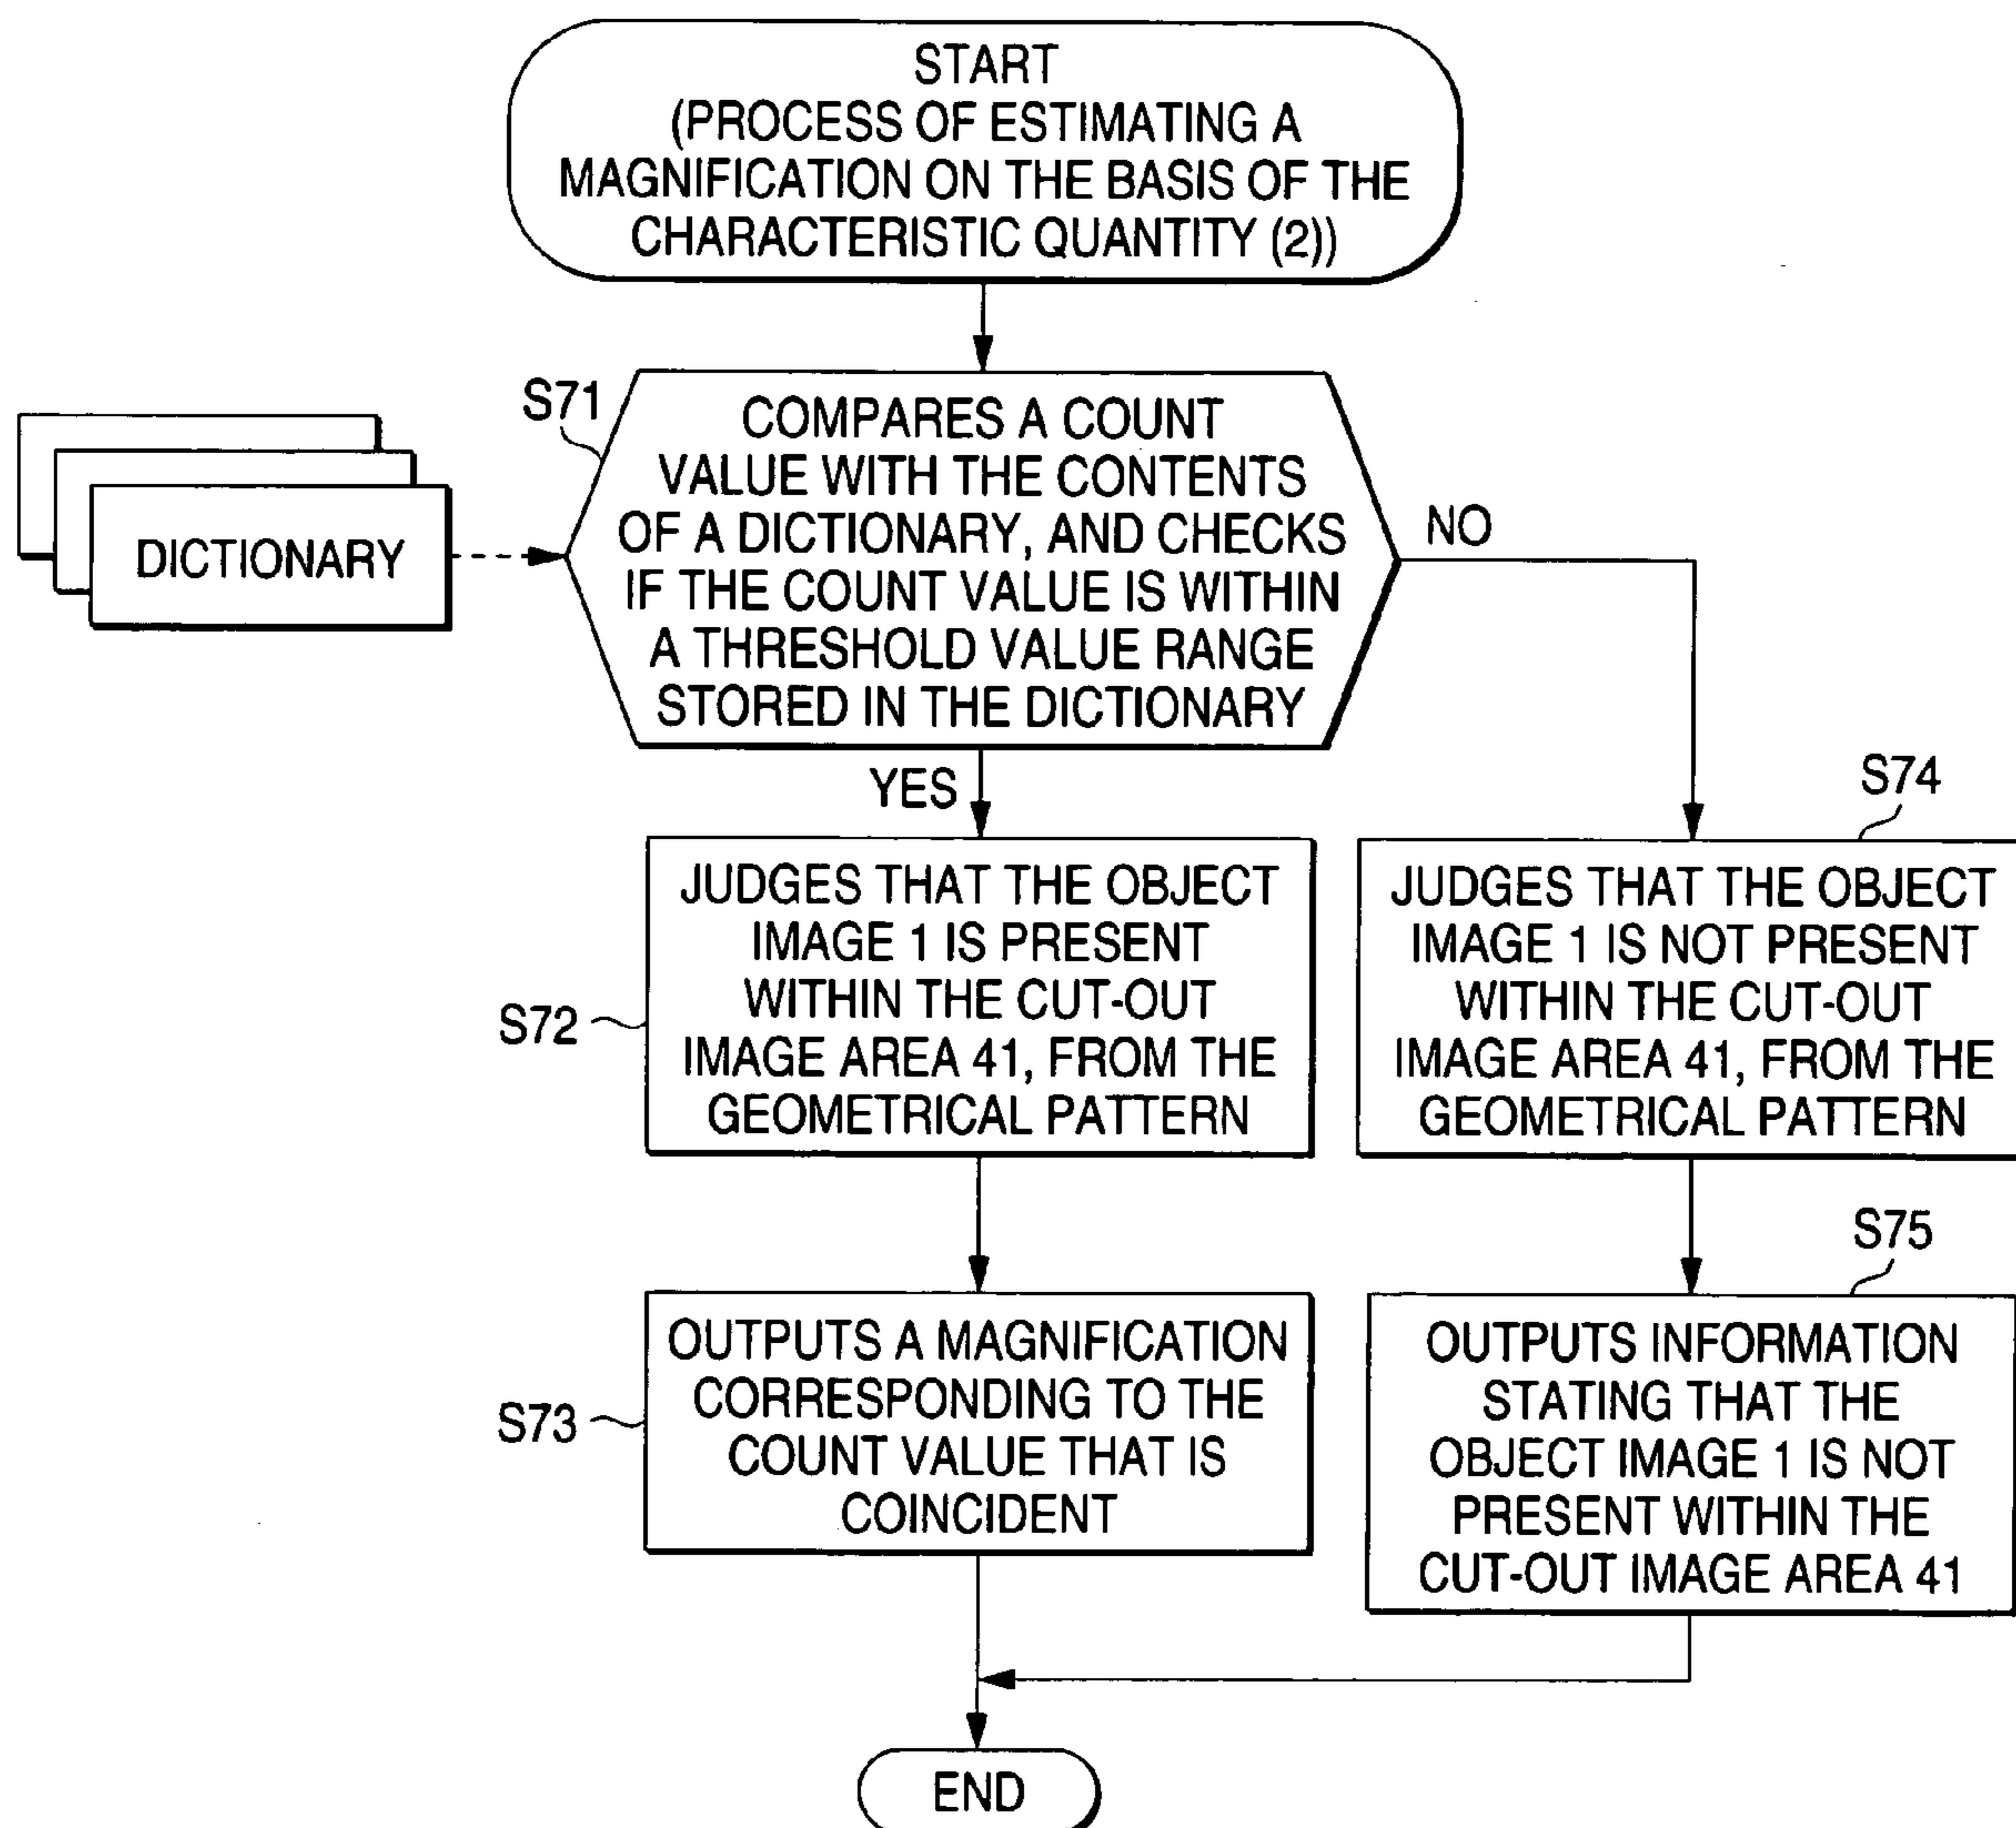 START
(PROCESS OF ESTIMATING A
MAGNIFICATION ON THE BASIS OF THE
CHARACTERISTIC QUANTITY (2))
S71
COMPARES A COUNT
VALUE WITH THE CONTENTS
OF A DICTIONARY, AND CHECKS
IF THE COUNT VALUE IS WITHIN
A THRESHOLD VALUE RANGE
STORED IN THE DICTIONARY
DICTIONARY
NO
YES
S72
JUDGES THAT THE OBJECT
IMAGE 1 IS PRESENT
WITHIN THE CUT-OUT
IMAGE AREA 41, FROM THE
GEOMETRICAL PATTERN
S74
JUDGES THAT THE OBJECT
IMAGE 1 IS NOT PRESENT
WITHIN THE CUT-OUT
IMAGE AREA 41, FROM THE
GEOMETRICAL PATTERN
S73
OUTPUTS A MAGNIFICATION
CORRESPONDING TO THE
COUNT VALUE THAT IS
COINCIDENT
S75
OUTPUTS INFORMATION
STATING THAT THE
OBJECT IMAGE 1 IS NOT
PRESENT WITHIN THE
CUT-OUT IMAGE AREA 41
END